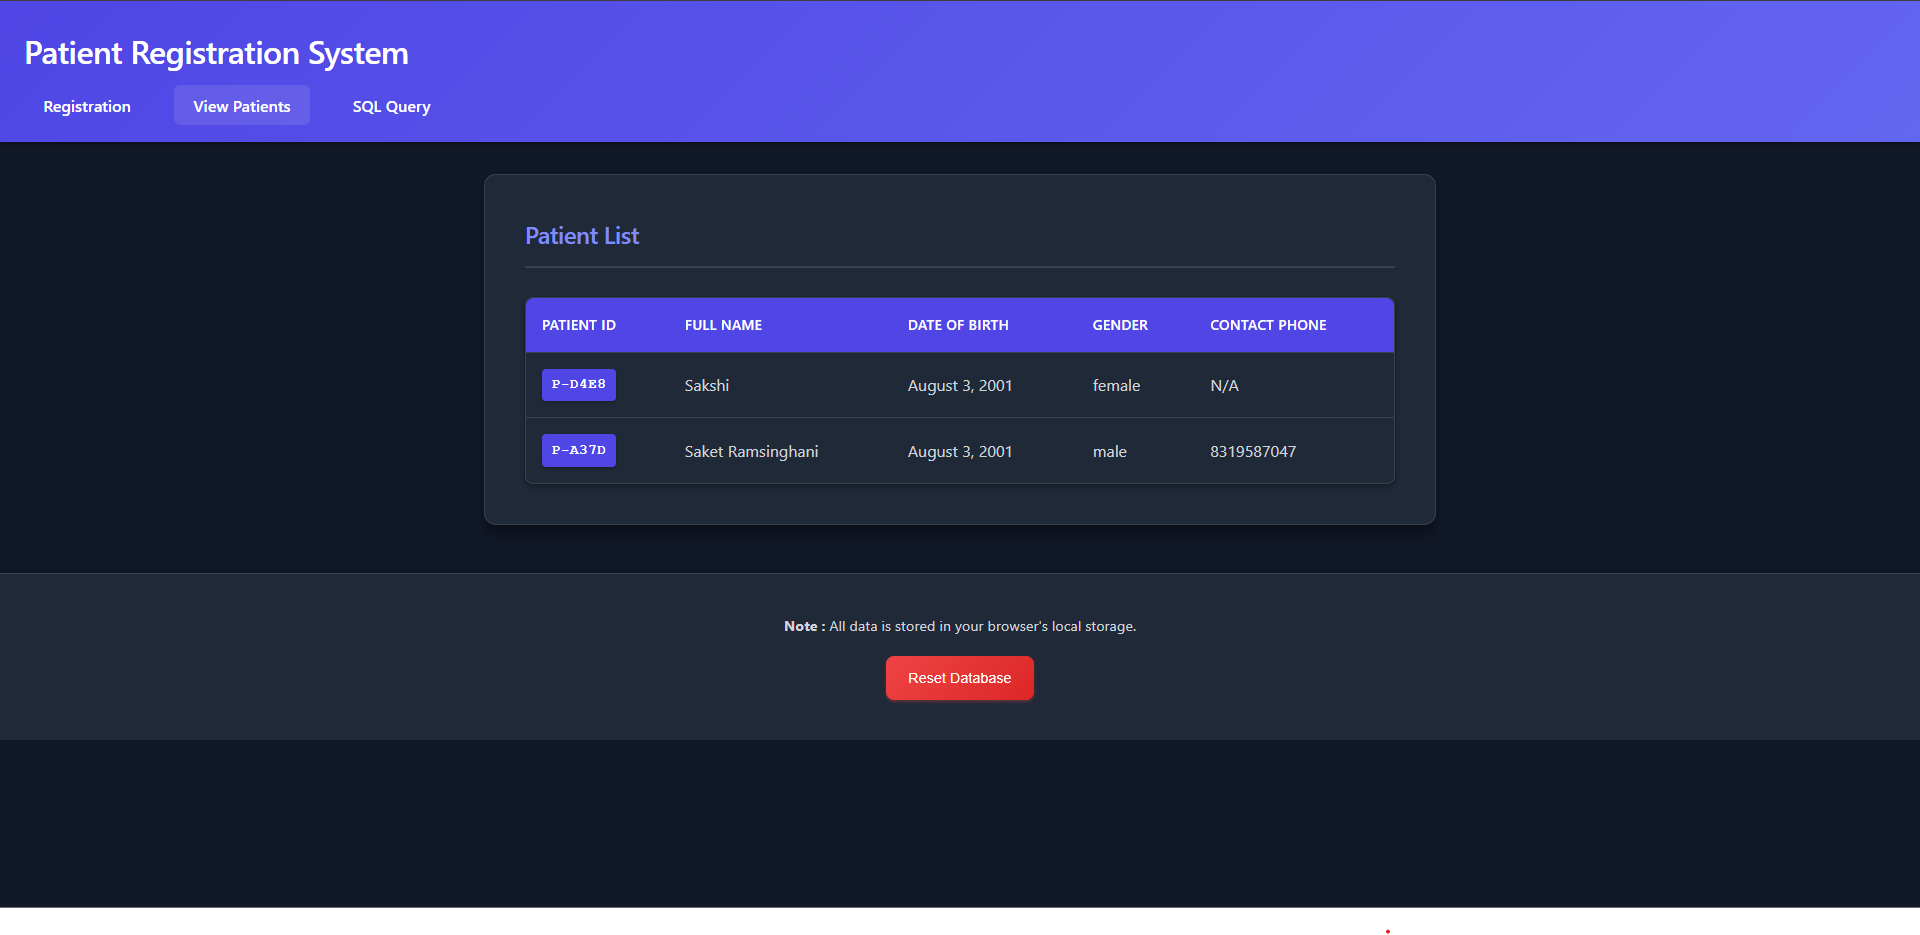 Patient Registration System
Registration View Patients SQL Query
Patient List
PATIENT ID FULL NAME DATE OF BIRTH GENDER CONTACT PHONE
P-D4E8 Sakshi August 3, 2001 female N/A
P-A37D Saket Ramsinghani August 3, 2001 male 8319587047
Note : All data is stored in your browser's local storage.
Reset Database